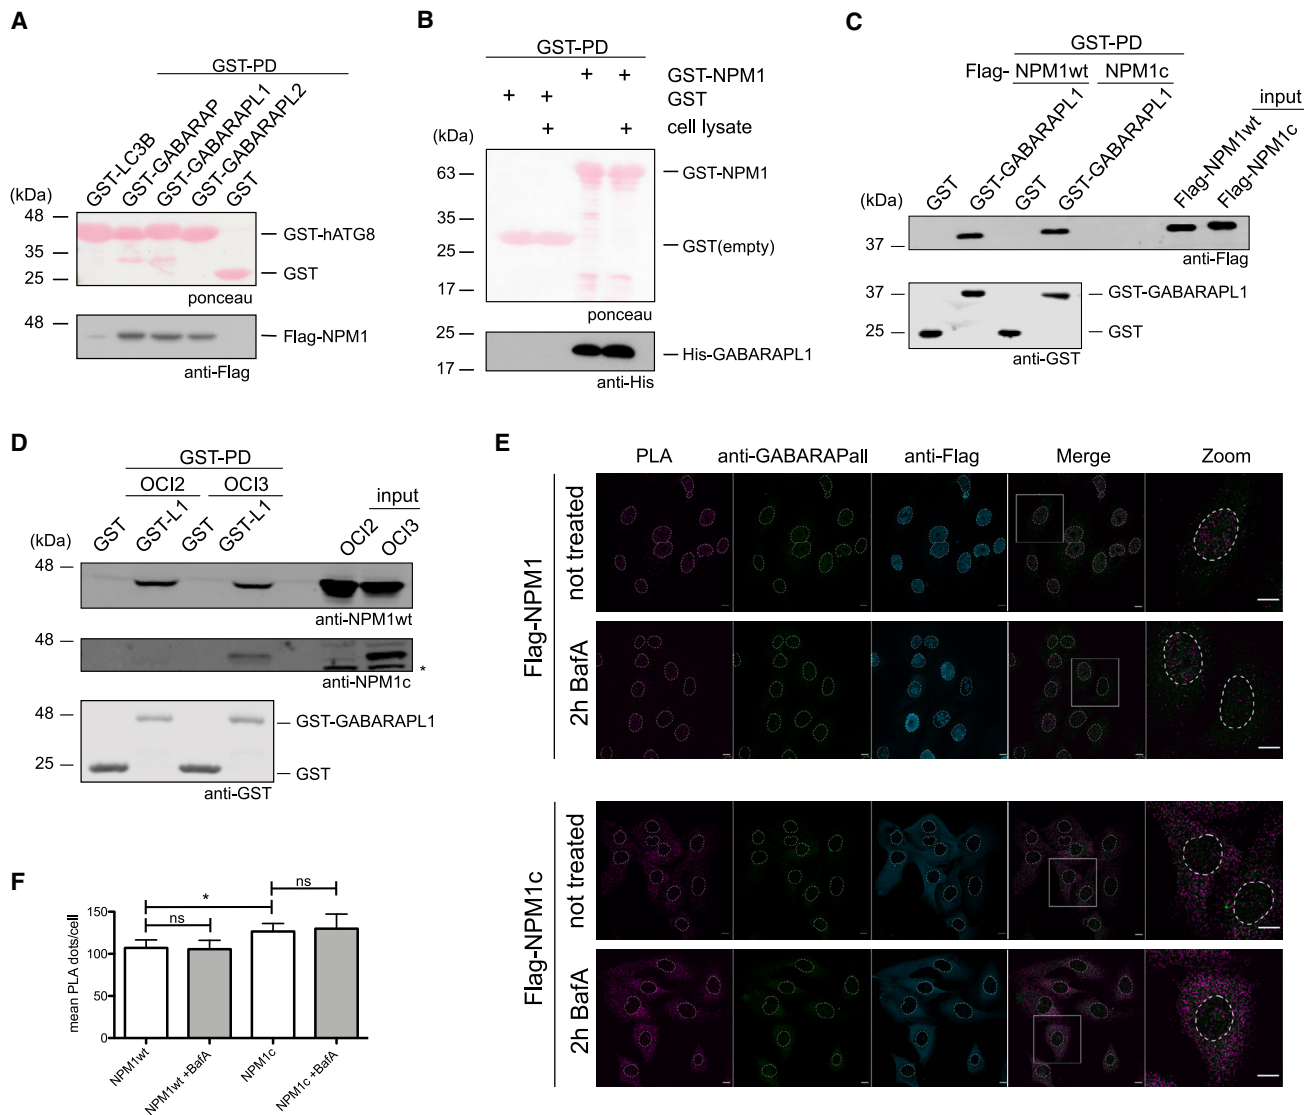 A
GST-PD
GST-LC3B
GST-GABARAP
GST-GABARAPL1
GST-GABARAPL2
GST
(kDa)
48
35
25
GST-hATG8
GST
ponceau
48
Flag-NPM1
anti-Flag
B
GST-PD
+ + GST-NPM1
+ + GST
+ + cell lysate
(kDa)
63
35
25
17
GST-NPM1
GST(empty)
ponceau
25
17
His-GABARAPL1
anti-His
C
GST-PD
Flag- NPM1wt NPM1c
input
GST
GST-GABARAPL1
GST
GST-GABARAPL1
Flag-NPM1wt
Flag-NPM1c
(kDa)
37
anti-Flag
37
25
GST-GABARAPL1
GST
anti-GST
D
GST-PD
OCI2 OCI3
input
GST
GST-L1
GST
GST-L1
OCI2
OCI3
(kDa)
48
anti-NPM1wt
48
*
anti-NPM1c
48
25
GST-GABARAPL1
GST
anti-GST
E
PLA anti-GABARAPall anti-Flag Merge Zoom
Flag-NPM1
not treated
2h BafA
Flag-NPM1c
not treated
2h BafA
F
mean PLA dots/cell
150
100
50
0
ns
*
ns
NPM1wt
NPM1wt +BafA
NPM1c
NPM1c +BafA